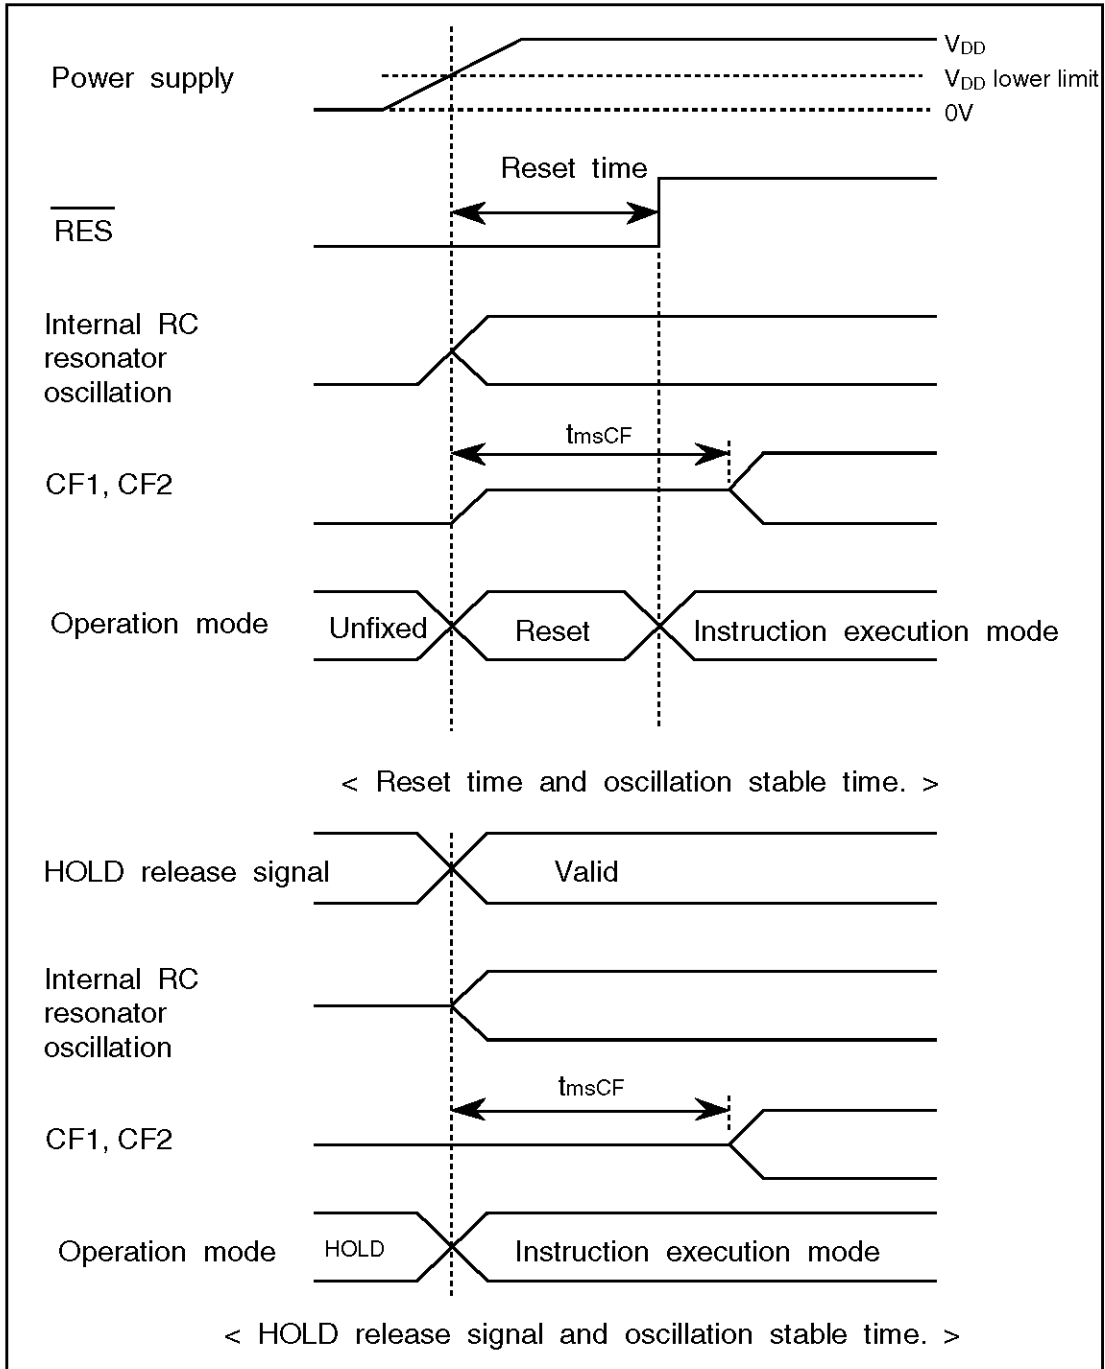 Power supply
VDD
VDD lower limit
0V
Reset time
RES
Internal RC
resonator
oscillation
tmsCF
CF1, CF2
Operation mode
Unfixed
Reset
Instruction execution mode
< Reset time and oscillation stable time. >
HOLD release signal
Valid
Internal RC
resonator
oscillation
tmsCF
CF1, CF2
Operation mode
HOLD
Instruction execution mode
< HOLD release signal and oscillation stable time. >